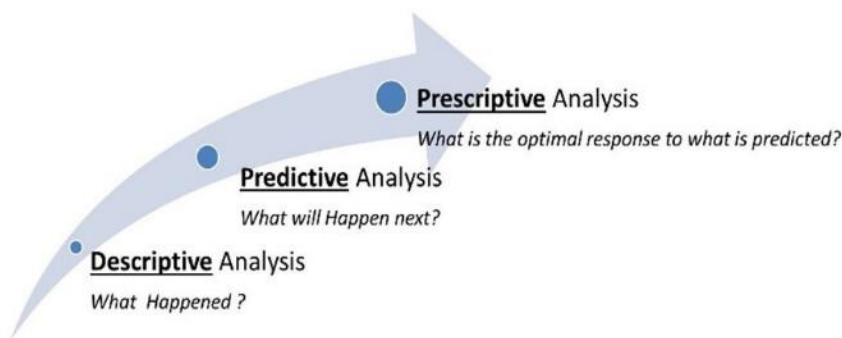 Prescriptive Analysis
What is the optimal response to what is predicted?
Predictive Analysis
What will Happen next?
Descriptive Analysis
What Happened ?